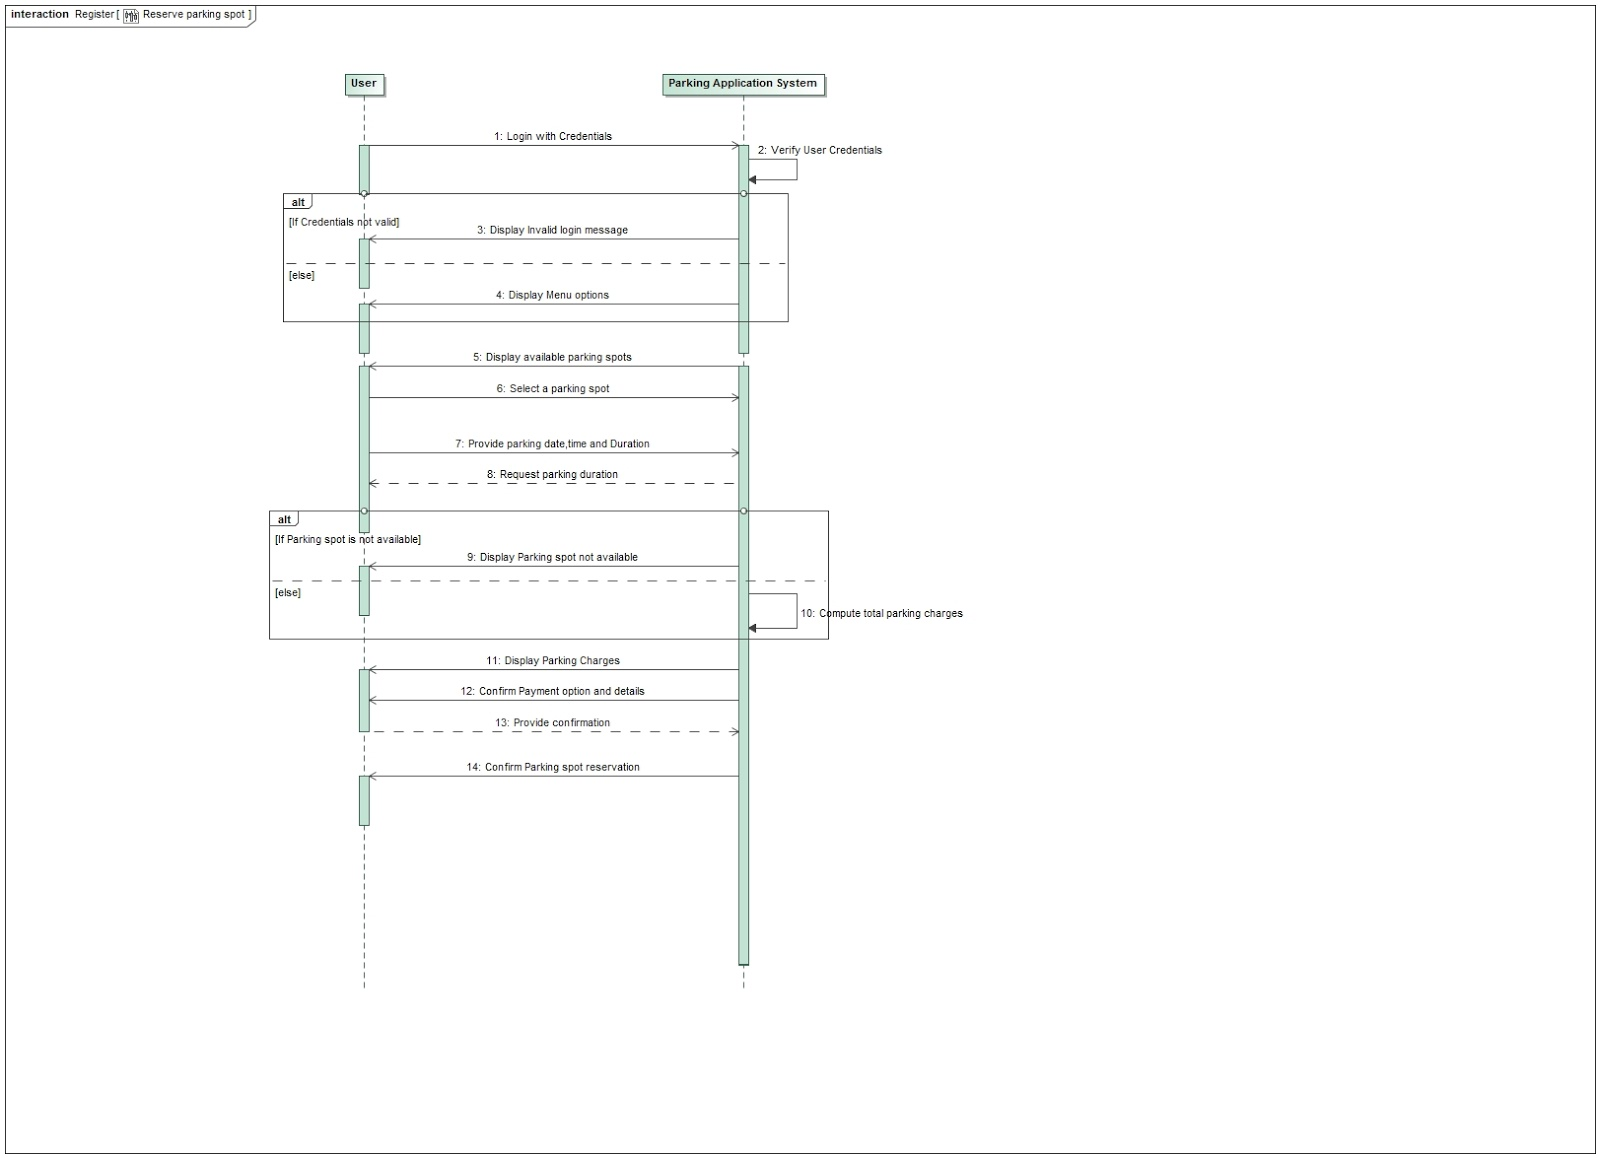 interaction Register [ Reserve parking spot ]
User
Parking Application System
1: Login with Credentials
2: Verify User Credentials
alt
[If Credentials not valid]
3: Display Invalid login message
[else]
4: Display Menu options
5: Display available parking spots
6: Select a parking spot
7: Provide parking date,time and Duration
8: Request parking duration
alt
[If Parking spot is not available]
9: Display Parking spot not available
[else]
10: Compute total parking charges
11: Display Parking Charges
12: Confirm Payment option and details
13: Provide confirmation
14: Confirm Parking spot reservation